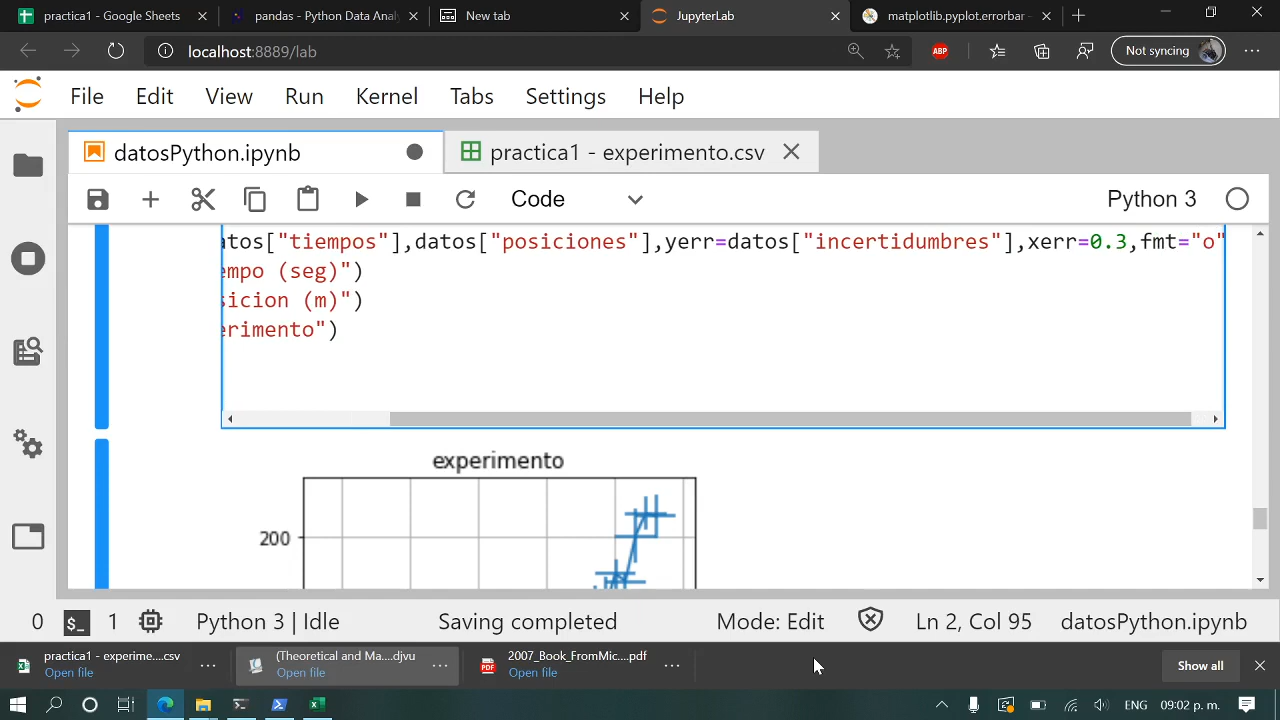 practica1 - Google Sheets
pandas - Python Data Anal
New tab
JupyterLab
matplotlib.pyplot.errorbar -
localhost:8889/lab
ABP
Not syncing
File Edit View Run Kernel Tabs Settings Help
datosPython.ipynb
practica1 - experimento.csv
Code
Python 3
atos["tiempos"],datos["posiciones"],yerr=datos["incertidumbres"],xerr=0.3,fmt="o"
empo (seg)")
sicion (m)")
erimento")
experimento
200
0 $_ 1 Python 3 | Idle Saving completed Mode: Edit Ln 2, Col 95 datosPython.ipynb
practica1 - experime....csv
Open file
(Theoretical and Ma....djvu
Open file
PDF
2007_Book_FromMic....pdf
Open file
Show all
ENG 09:02 p. m.